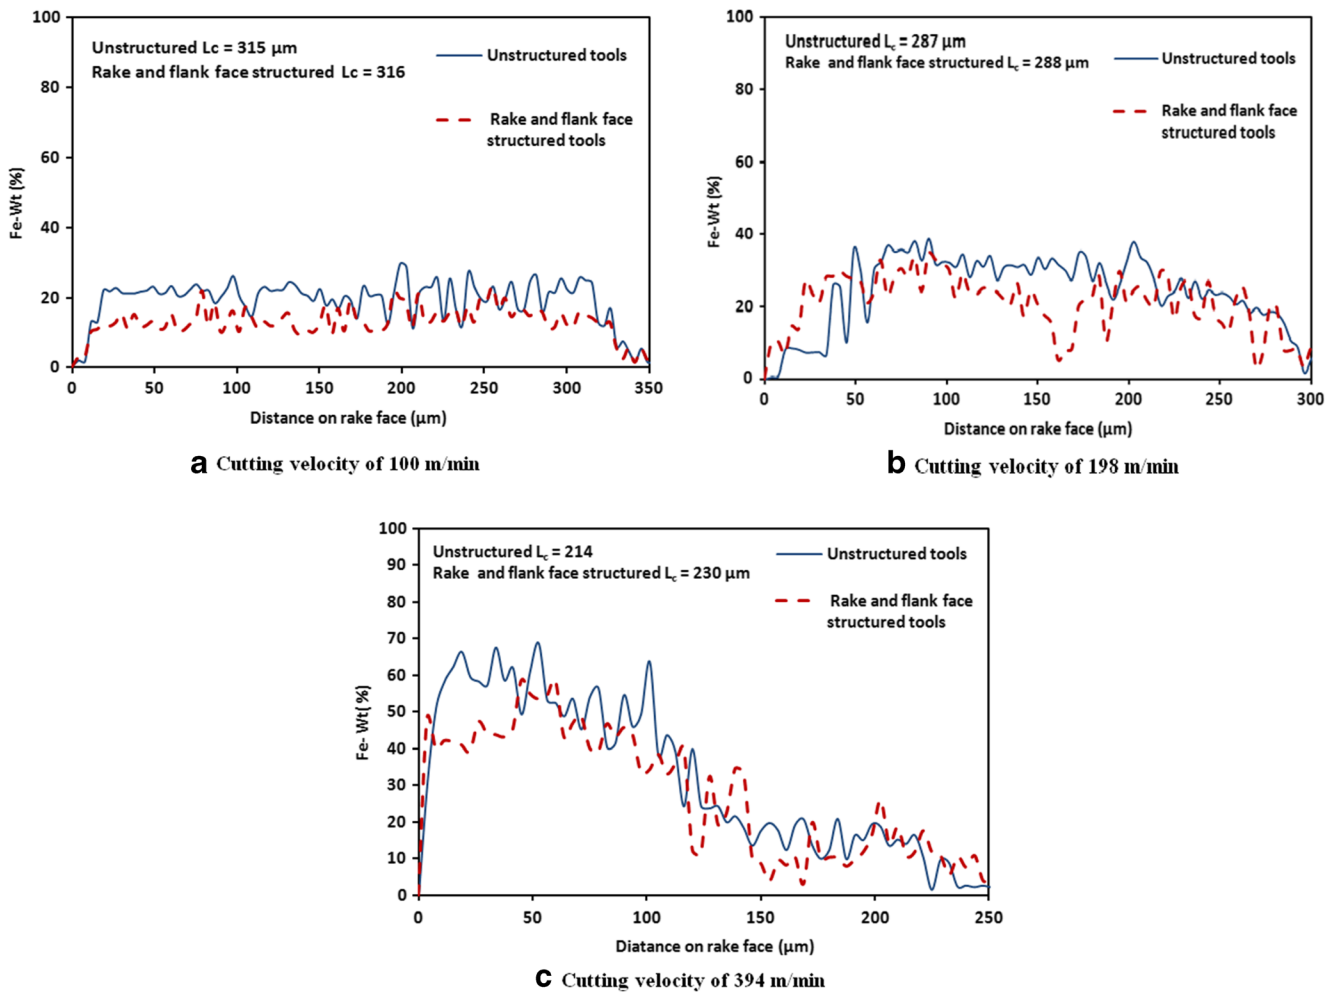 100
80
60
40
20
0
Fe-Wt (%)
Unstructured Lc = 315 µm
Rake and flank face structured Lc = 316
Unstructured tools
Rake and flank face
structured tools
0 50 100 150 200 250 300 350
Distance on rake face (µm)
a Cutting velocity of 100 m/min
100
80
60
40
20
0
Fe-Wt (%)
Unstructured Lc = 287 µm
Rake and flank face structured Lc = 288 µm
Unstructured tools
Rake and flank face
structured tools
0 50 100 150 200 250 300
Distance on rake face (µm)
b Cutting velocity of 198 m/min
100
90
80
70
60
50
40
30
20
10
0
Fe- Wt( %)
Unstructured Lc = 214
Rake and flank face structured Lc = 230 µm
Unstructured tools
Rake and flank face
structured tools
0 50 100 150 200 250
Diatance on rake face (µm)
c Cutting velocity of 394 m/min